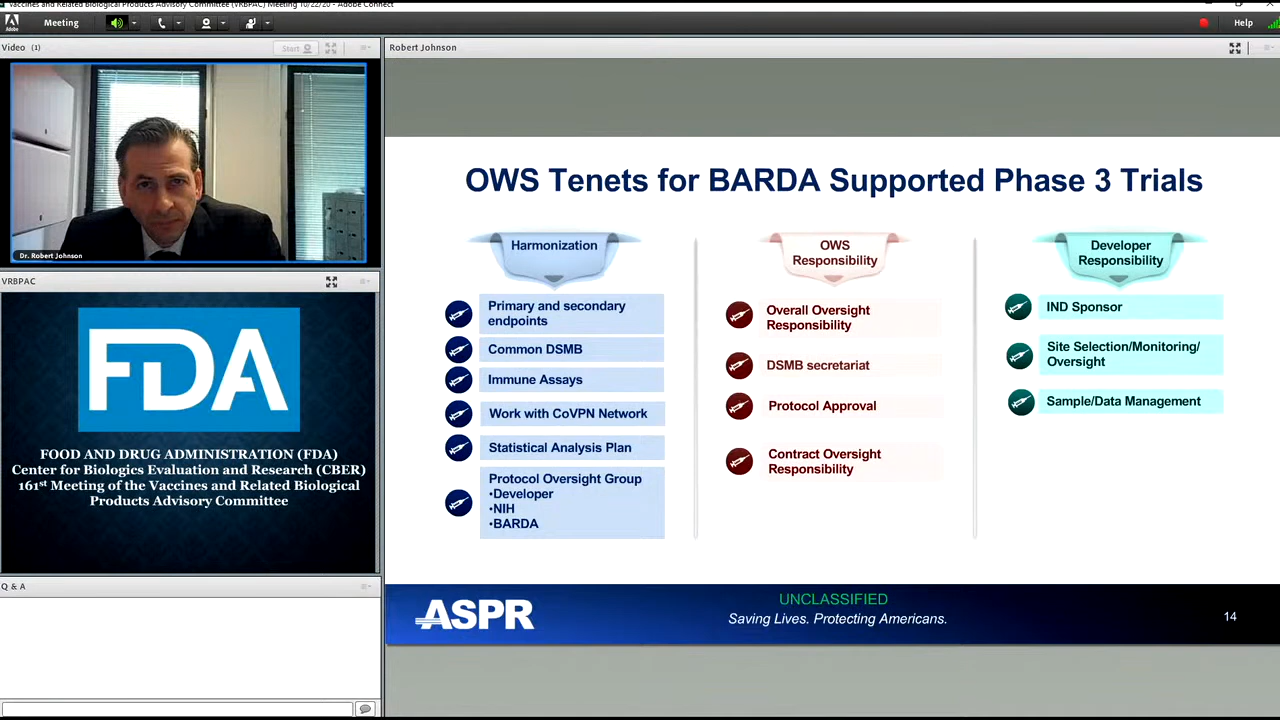 Vaccines and Related Biological Products Advisory Committee (VRBPAC) Meeting 10/22/20 - Adobe Connect
Adobe
Meeting
Help
Video (1)
Start
Dr. Robert Johnson
VRBPAC
FDA
FOOD AND DRUG ADMINISTRATION (FDA)
Center for Biologics Evaluation and Research (CBER)
161st Meeting of the Vaccines and Related Biological
Products Advisory Committee
Q & A
Robert Johnson
OWS Tenets for BARDA Supported Phase 3 Trials
Harmonization
Primary and secondary
endpoints
Common DSMB
Immune Assays
Work with CoVPN Network
Statistical Analysis Plan
Protocol Oversight Group
•Developer
•NIH
•BARDA
OWS
Responsibility
Overall Oversight
Responsibility
DSMB secretariat
Protocol Approval
Contract Oversight
Responsibility
Developer
Responsibility
IND Sponsor
Site Selection/Monitoring/
Oversight
Sample/Data Management
ASPR
UNCLASSIFIED
Saving Lives. Protecting Americans.
14